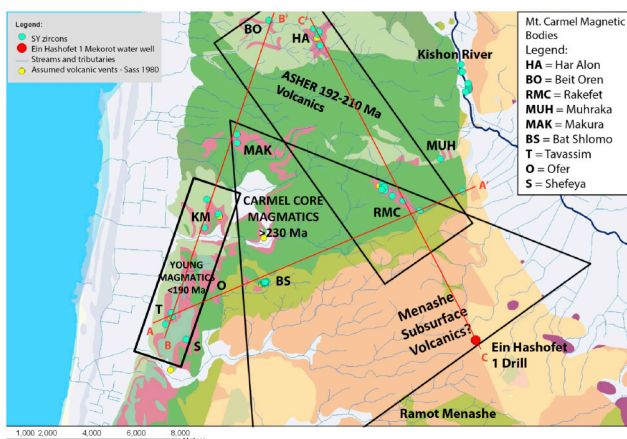 Legend:
SY zircons
Ein Hashofet 1 Mekorot water well
Streams and tributaries
Assumed volcanic vents - Sass 1980
BO
B'
C'
HA
Kishon River
ASHER 192-210 Ma
Volcanics
MAK
MUH
KM
CARMEL CORE
MAGMATICS
>230 Ma
RMC
A'
YOUNG
MAGMATICS
<190 Ma
O
BS
T
A
B
S
Menashe
Subsurface
Volcanics?
C
Ein Hashofet
1 Drill
Ramot Menashe
1,000 2,000 4,000 6,000 8,000
Mt. Carmel Magnetic
Bodies
Legend:
HA = Har Alon
BO = Beit Oren
RMC = Rakefet
MUH = Muhraka
MAK = Makura
BS = Bat Shlomo
T = Tavassim
O = Ofer
S = Shefeya